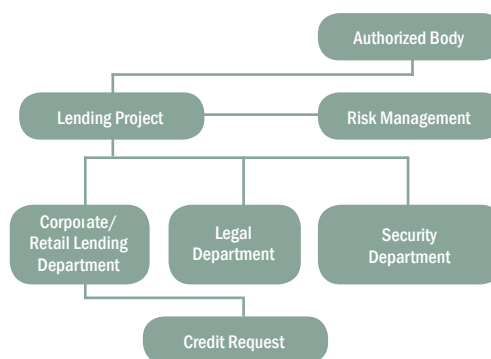 Authorized Body
Lending Project
Risk Management
Corporate/
Retail Lending
Department
Legal
Department
Security
Department
Credit Request